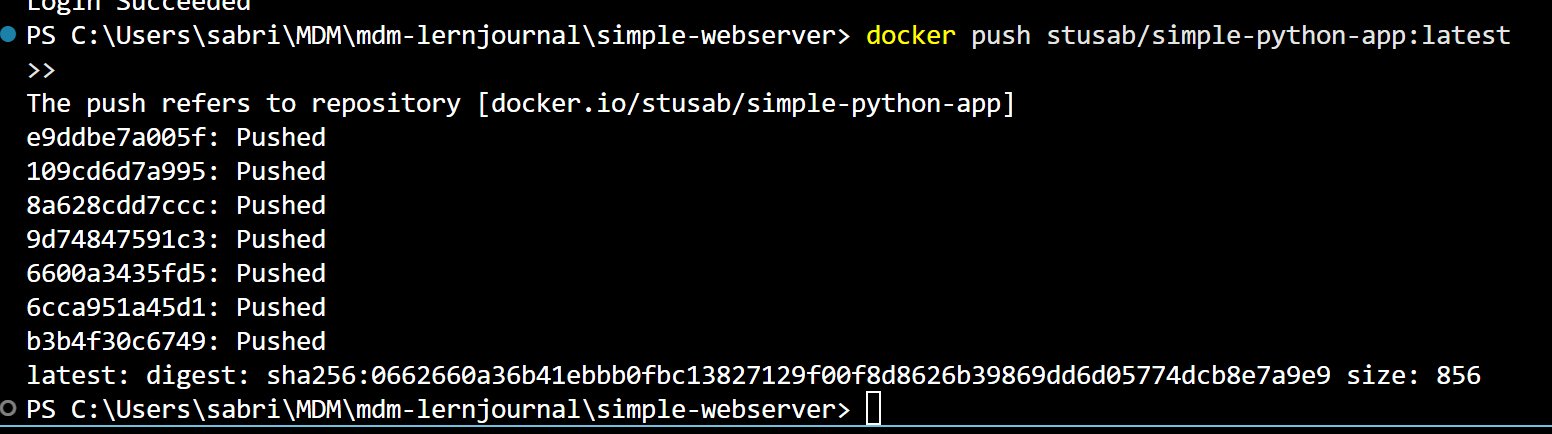 Login Succeeded
PS C:\Users\sabri\MDM\mdm-lernjournal\simple-webserver> docker push stusab/simple-python-app:latest
>>
The push refers to repository [docker.io/stusab/simple-python-app]
e9ddbe7a005f: Pushed
109cd6d7a995: Pushed
8a628cdd7ccc: Pushed
9d74847591c3: Pushed
6600a3435fd5: Pushed
6cca951a45d1: Pushed
b3b4f30c6749: Pushed
latest: digest: sha256:0662660a36b41ebbb0fbc13827129f00f8d8626b39869dd6d05774dcb8e7a9e9 size: 856
PS C:\Users\sabri\MDM\mdm-lernjournal\simple-webserver>